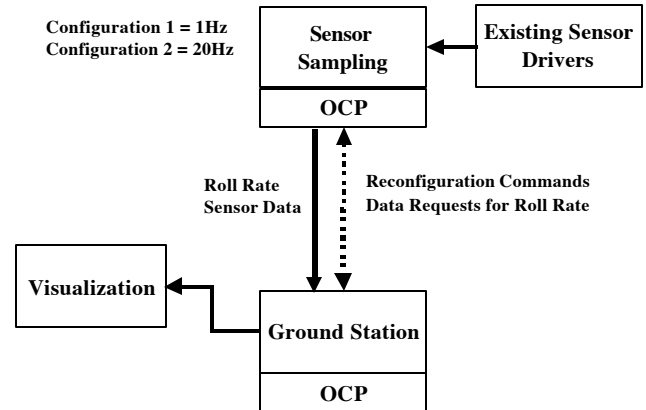 Configuration 1 = 1Hz
Configuration 2 = 20Hz
Sensor
Sampling
OCP
Existing Sensor
Drivers
Roll Rate
Sensor Data
Reconfiguration Commands
Data Requests for Roll Rate
Visualization
Ground Station
OCP